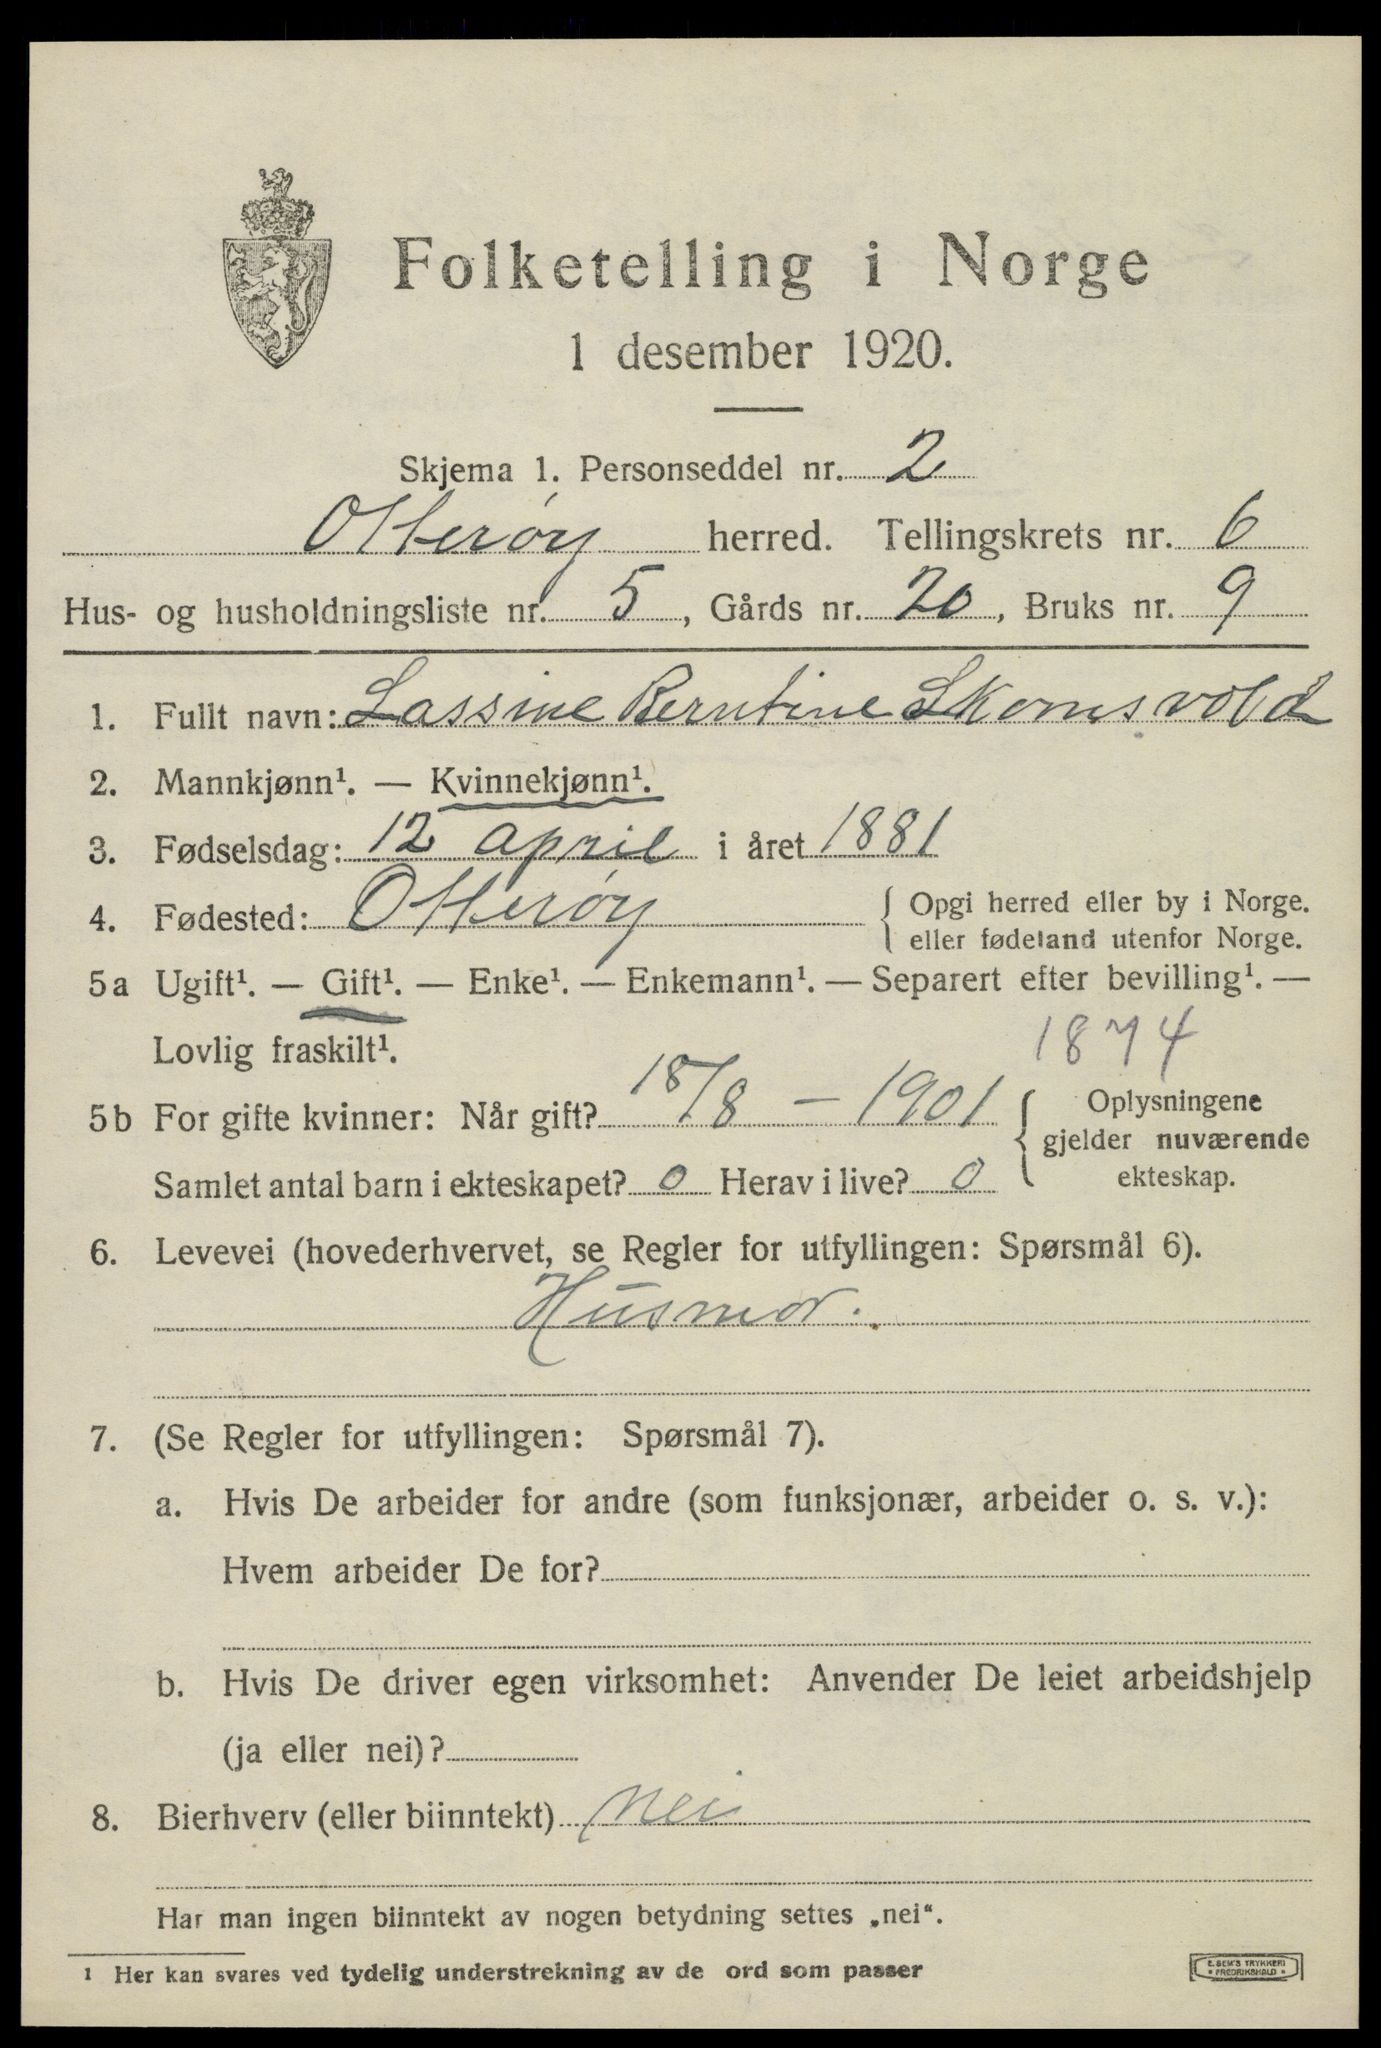 Folketelling i Norge
1 desember 1920.
Skjema 1. Personseddel nr. 2
Otterøy herred. Tellingskrets nr. 6
Hus- og husholdningsliste nr. 5, Gårds nr. 20, Bruks nr. 9
1. Fullt navn: Lassine Berntine Skomsvold
2. Mannkjønn¹. — Kvinnekjønn¹.
3. Fødselsdag: 12 april i året 1881
4. Fødested: Otterøy { Opgi herred eller by i Norge.
eller fødeland utenfor Norge.
5a Ugift¹. — Gift¹. — Enke¹. — Enkemann¹. — Separert efter bevilling¹. —
Lovlig fraskilt¹. 1874
5b For gifte kvinner: Når gift? 18/8 – 1901 { Oplysningene
gjelder nuværende
Samlet antal barn i ekteskapet? 0 Herav i live? 0 ekteskap.
6. Levevei (hovederhvervet, se Regler for utfyllingen: Spørsmål 6).
Husmor.
7. (Se Regler for utfyllingen: Spørsmål 7).
a. Hvis De arbeider for andre (som funksjonær, arbeider o. s. v.):
Hvem arbeider De for?
b. Hvis De driver egen virksomhet: Anvender De leiet arbeidshjelp
(ja eller nei)?
8. Bierhverv (eller biinntekt) nei
Har man ingen biinntekt av nogen betydning settes „nei“.
¹ Her kan svares ved tydelig understrekning av de ord som passer
E. SEM'S TRYKKERI
• FREDRIKSHALD •